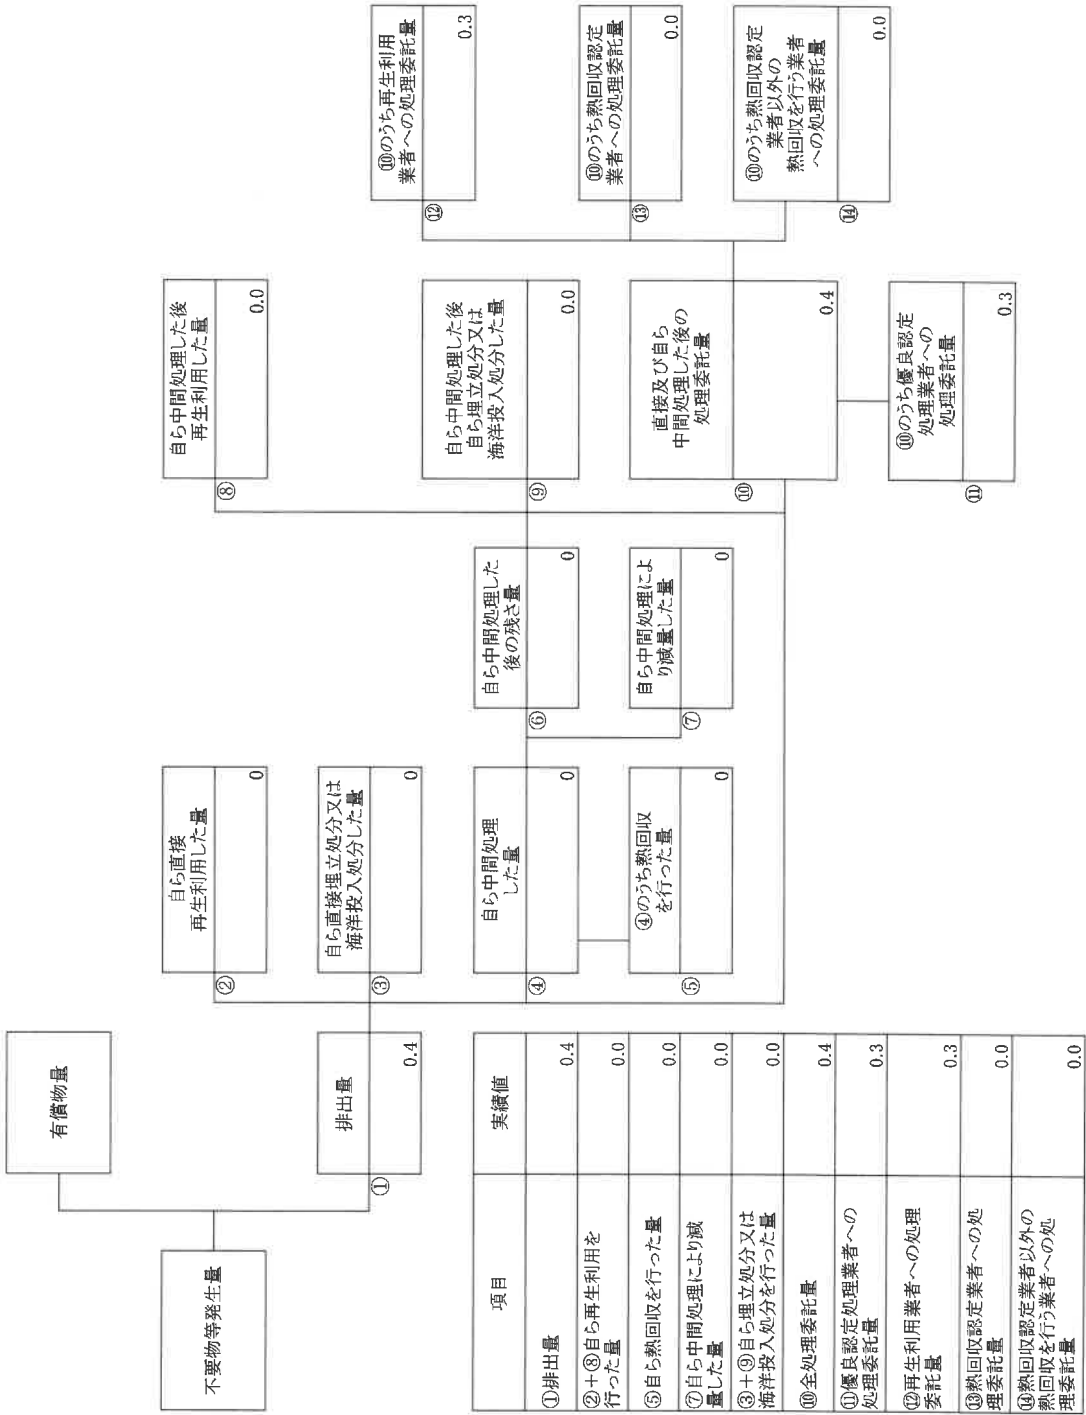 不要物等発生量
有償物量
①
排出量
0.4
②
自ら直接
再生利用した量
0
③
自ら直接埋立処分又は
海洋投入処分した量
0
④
自ら中間処理
した量
0
⑤
④のうち熱回収
を行った量
0
⑥
自ら中間処理した
後の残さ量
0
⑦
自ら中間処理によ
り減量した量
0
⑧
自ら中間処理した後
再生利用した量
0.0
⑨
自ら中間処理した後
自ら埋立処分又は
海洋投入処分した量
0.0
⑩
直接及び自ら
中間処理した後の
処理委託量
0.4
⑪
⑩のうち優良認定
処理業者への
処理委託量
0.3
⑫
⑩のうち再生利用
業者への処理委託量
0.3
⑬
⑩のうち熱回収認定
業者への処理委託量
0.0
⑭
⑩のうち熱回収認定
業者以外の
熱回収を行う業者
への処理委託量
0.0
項目 実績値
①排出量 0.4
②+⑧自ら再生利用を
行った量 0.0
⑤自ら熱回収を行った量 0.0
⑦自ら中間処理により減
量した量 0.0
③+⑨自ら埋立処分又は
海洋投入処分を行った量 0.0
⑩全処理委託量 0.4
⑪優良認定処理業者への
処理委託量 0.3
⑫再生利用業者への処理
委託量 0.3
⑬熱回収認定業者への処
理委託量 0.0
⑭熱回収認定業者以外の
熱回収を行う業者への処
理委託量 0.0